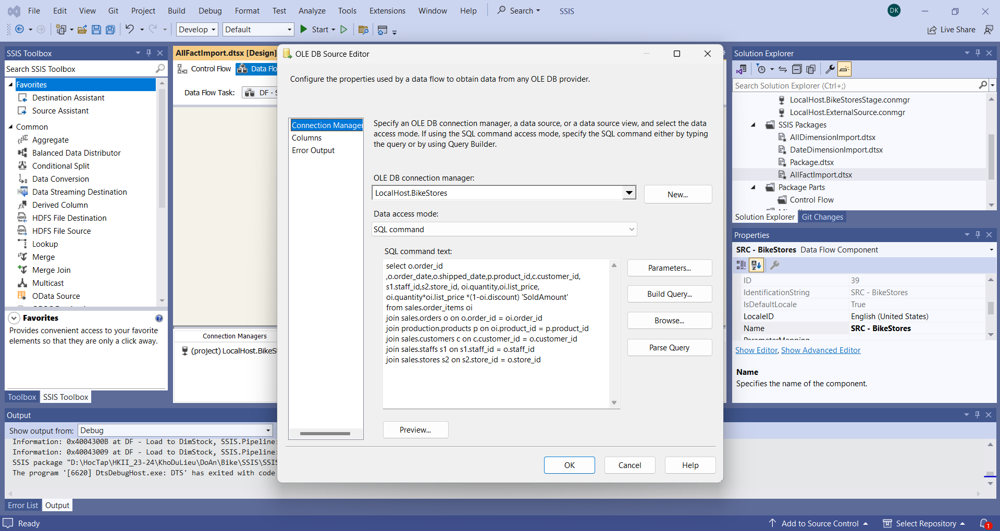 File Edit View Git Project Build Debug Format Test Analyze Tools Extensions Window Help Search SSIS DK
Develop Default Start Live Share
SSIS Toolbox
Search SSIS Toolbox
Favorites
Destination Assistant
Source Assistant
Common
Aggregate
Balanced Data Distributor
Conditional Split
Data Conversion
Data Streaming Destination
Derived Column
HDFS File Destination
HDFS File Source
Lookup
Merge
Merge Join
Multicast
OData Source
Favorites
Provides convenient access to your favorite
elements so that they are only a click away.
Toolbox SSIS Toolbox
AllFactImport.dtsx [Design]
Control Flow Data Flo
Data Flow Task: DF - S
Connection Managers
(project) LocalHost.BikeS
OLE DB Source Editor
Configure the properties used by a data flow to obtain data from any OLE DB provider.
Connection Manager
Columns
Error Output
Specify an OLE DB connection manager, a data source, or a data source view, and select the data
access mode. If using the SQL command access mode, specify the SQL command either by typing
the query or by using Query Builder.
OLE DB connection manager:
LocalHost.BikeStores
New...
Data access mode:
SQL command
SQL command text:
select o.order_id
,o.order_date,o.shipped_date,p.product_id,c.customer_id,
s1.staff_id,s2.store_id, oi.quantity,oi.list_price,
oi.quantity*oi.list_price *(1-oi.discount) 'SoldAmount'
from sales.order_items oi
join sales.orders o on o.order_id = oi.order_id
join production.products p on oi.product_id = p.product_id
join sales.customers c on c.customer_id = o.customer_id
join sales.staffs s1 on s1.staff_id = o.staff_id
join sales.stores s2 on s2.store_id = o.store_id
Parameters...
Build Query...
Browse...
Parse Query
Preview...
OK Cancel Help
Solution Explorer
Search Solution Explorer (Ctrl+;)
LocalHost.BikeStoresStage.conmgr
LocalHost.ExternalSource.conmgr
SSIS Packages
AllDimensionImport.dtsx
DateDimensionImport.dtsx
Package.dtsx
AllFactImport.dtsx
Package Parts
Control Flow
Solution Explorer Git Changes
Properties
SRC - BikeStores Data Flow Component
ID 39
IdentificationString SRC - BikeStores
IsDefaultLocale True
LocaleID English (United States)
Name SRC - BikeStores
ParameterMapping
Show Editor, Show Advanced Editor
Name
Specifies the name of the component.
Output
Show output from: Debug
Information: 0x4004300B at DF - Load to DimStock, SSIS.Pipeline:
Information: 0x40043009 at DF - Load to DimStock, SSIS.Pipeline:
SSIS package "D:\HocTap\HKII_23-24\KhoDuLieu\DoAn\Bike\SSIS\SSIS
The program '[6620] DtsDebugHost.exe: DTS' has exited with code
Error List Output
Ready Add to Source Control Select Repository 1